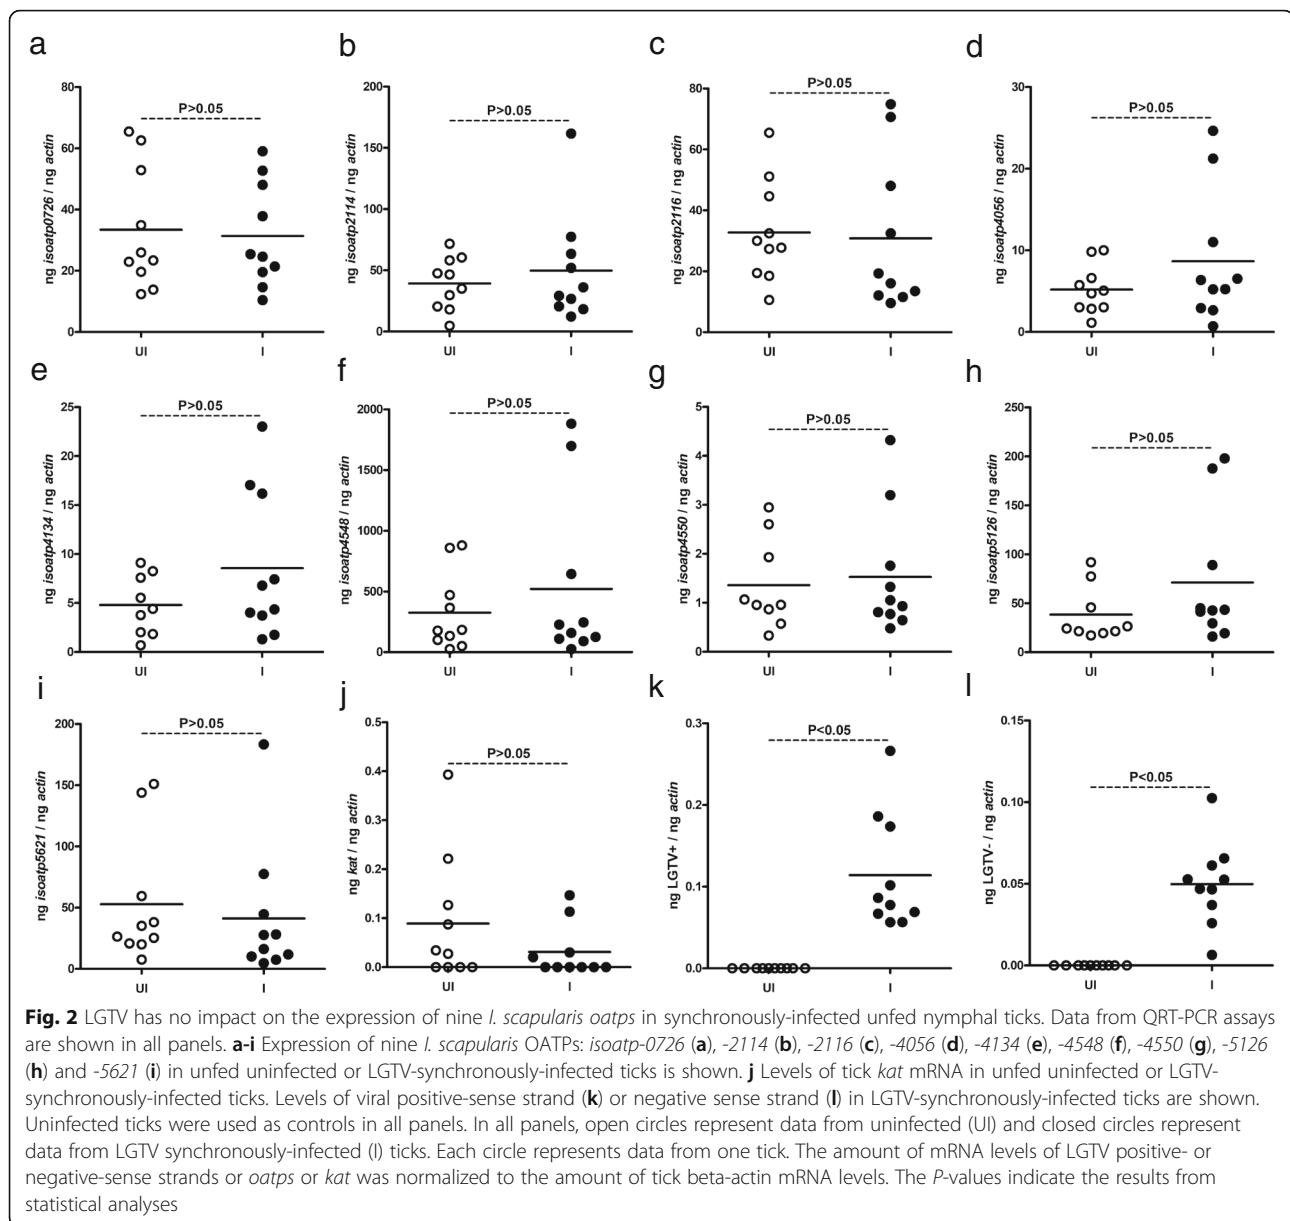 a
b
c
d
80
60
40
20
0
ng isoatp0726 / ng actin
P>0.05
UI
I
200
150
100
50
0
ng isoatp2114 / ng actin
P>0.05
UI
I
80
60
40
20
0
ng isoatp2116 / ng actin
P>0.05
UI
I
30
20
10
0
ng isoatp4056 / ng actin
P>0.05
UI
I
e
f
g
h
25
20
15
10
5
0
ng isoatp4134 / ng actin
P>0.05
UI
I
2000
1500
1000
500
0
ng isoatp4548 / ng actin
P>0.05
UI
I
5
4
3
2
1
0
ng isoatp4550 / ng actin
P>0.05
UI
I
250
200
150
100
50
0
ng isoatp5126 / ng actin
P>0.05
UI
I
i
j
k
l
200
150
100
50
0
ng isoatp5621 / ng actin
P>0.05
UI
I
0.5
0.4
0.3
0.2
0.1
0.0
ng kat / ng actin
P>0.05
UI
I
0.3
0.2
0.1
0.0
ng LGTV+ / ng actin
P<0.05
UI
I
0.15
0.10
0.05
0.00
ng LGTV- / ng actin
P<0.05
UI
I
Fig. 2 LGTV has no impact on the expression of nine I. scapularis oatps in synchronously-infected unfed nymphal ticks. Data from QRT-PCR assays
are shown in all panels. a-i Expression of nine I. scapularis OATPs: isoatp-0726 (a), -2114 (b), -2116 (c), -4056 (d), -4134 (e), -4548 (f), -4550 (g), -5126
(h) and -5621 (i) in unfed uninfected or LGTV-synchronously-infected ticks is shown. j Levels of tick kat mRNA in unfed uninfected or LGTV-
synchronously-infected ticks. Levels of viral positive-sense strand (k) or negative sense strand (l) in LGTV-synchronously-infected ticks are shown.
Uninfected ticks were used as controls in all panels. In all panels, open circles represent data from uninfected (UI) and closed circles represent
data from LGTV synchronously-infected (I) ticks. Each circle represents data from one tick. The amount of mRNA levels of LGTV positive- or
negative-sense strands or oatps or kat was normalized to the amount of tick beta-actin mRNA levels. The P-values indicate the results from
statistical analyses